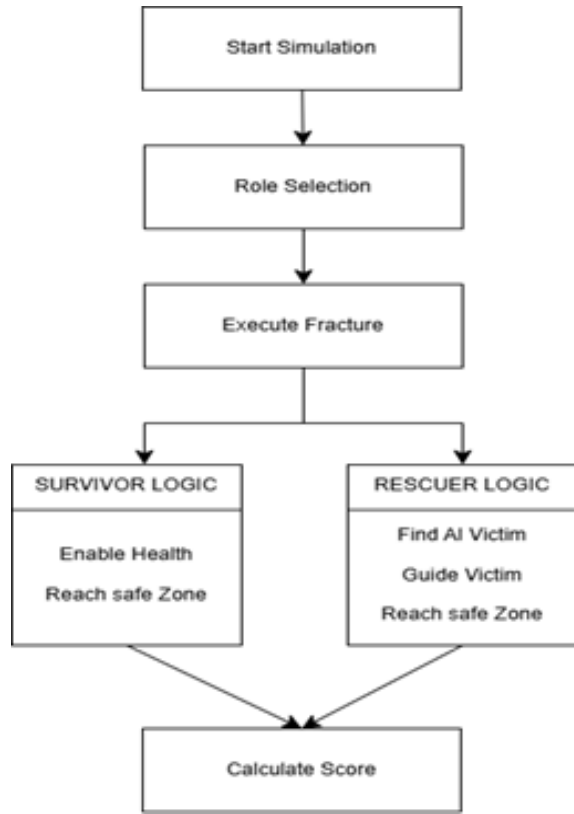 Start Simulation
Role Selection
Execute Fracture
SURVIVOR LOGIC
Enable Health
Reach safe Zone
RESCUER LOGIC
Find AI Victim
Guide Victim
Reach safe Zone
Calculate Score